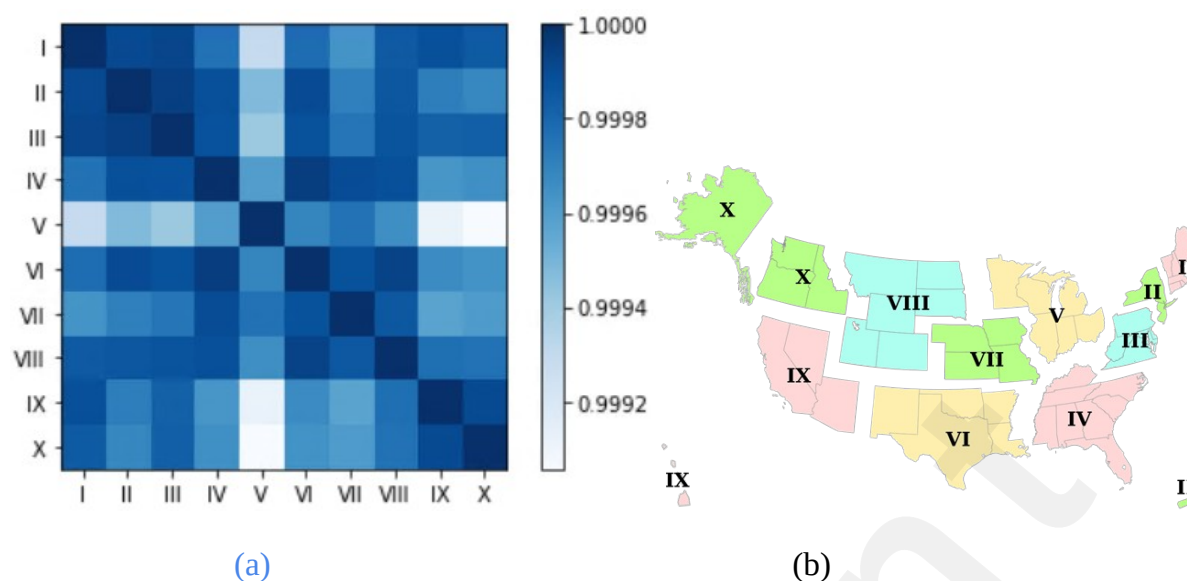 I
II
III
IV
V
VI
VII
VIII
IX
X
I II III IV V VI VII VIII IX X
1.0000
0.9998
0.9996
0.9994
0.9992
X
X
VIII
V
II
III
VII
IX
IV
VI
IX
(a)
(b)